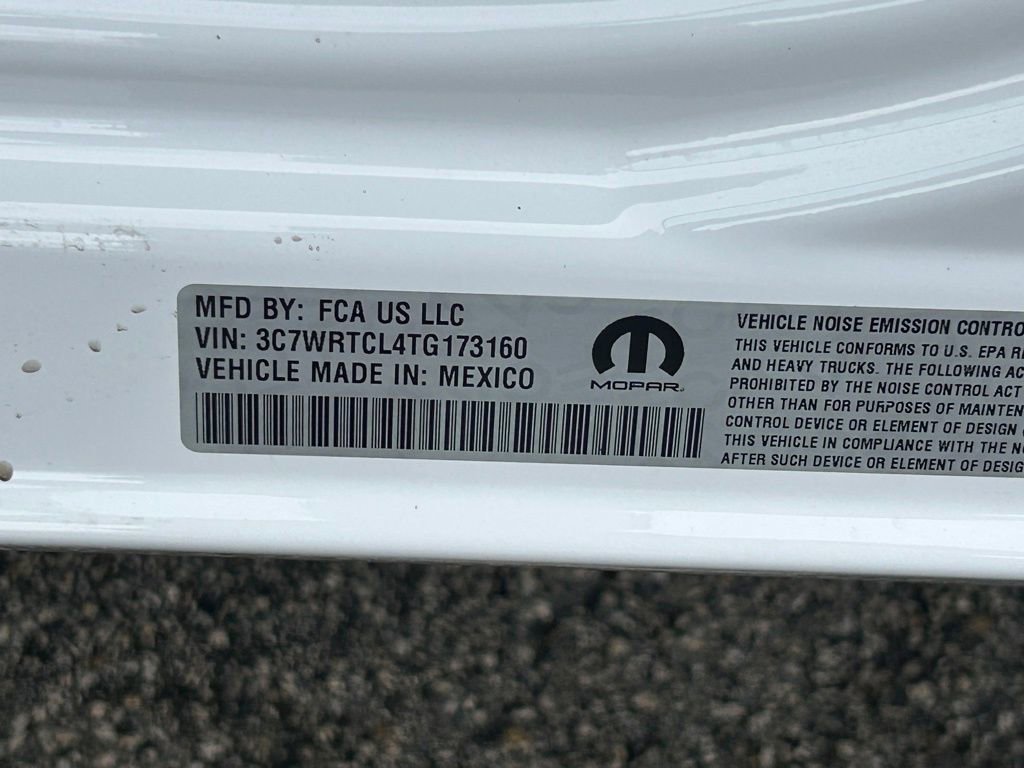 MFD BY: FCA US LLC
VIN: 3C7WRTCL4TG173160
VEHICLE MADE IN: MEXICO
MOPAR
VEHICLE NOISE EMISSION CONTRO
THIS VEHICLE CONFORMS TO U.S. EPA
AND HEAVY TRUCKS. THE FOLLOWING AC
PROHIBITED BY THE NOISE CONTROL ACT
OTHER THAN FOR PURPOSES OF MAINTEN
CONTROL DEVICE OR ELEMENT OF DESIGN
THIS VEHICLE IN COMPLIANCE WITH THE
AFTER SUCH DEVICE OR ELEMENT OF DESIG